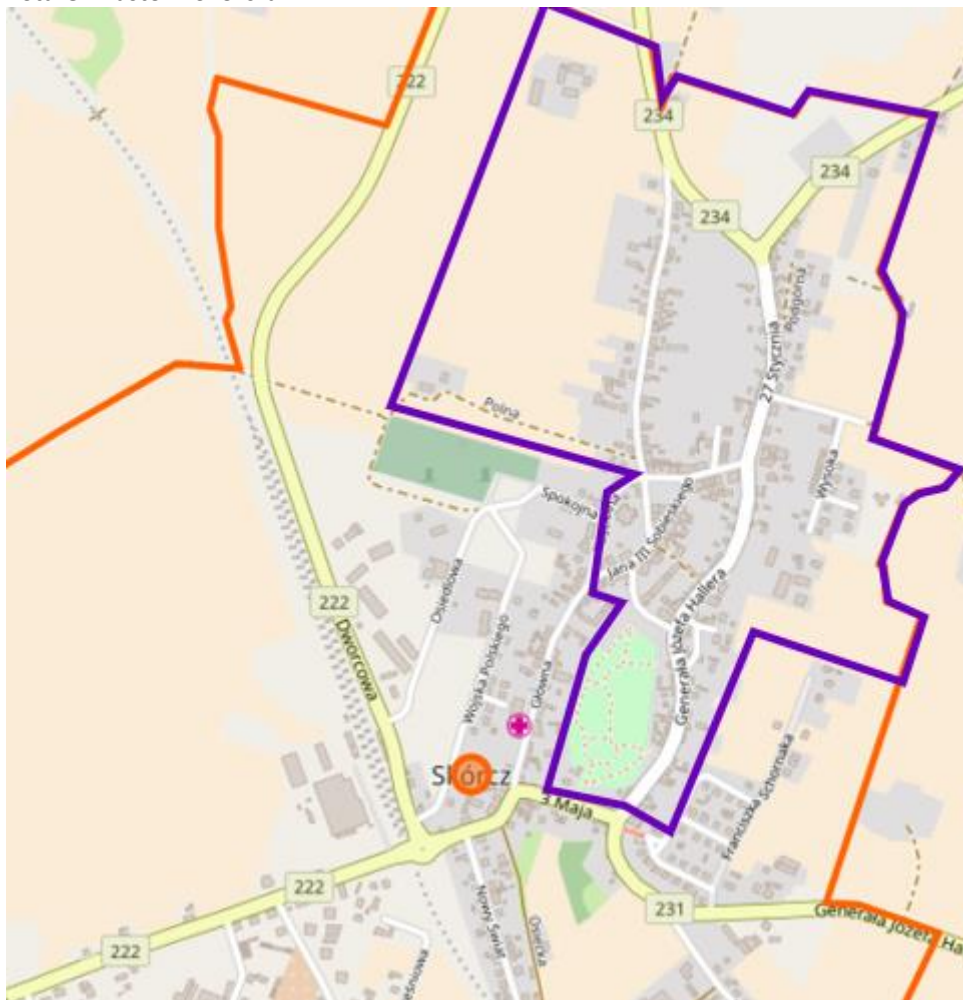 222
234
234
234
Podgórna
27 Stycznia
Polna
Wysoka
Spokojna
Jana III Sobieskiego
222
Osiedlowa
Dworcowa
Wojska Polskiego
Główna
Generała Józefa Hallera
Skórcz
3 Maja
Franciszka Schornaka
222
231
Generała Józefa Ha
Nowy Świat
222